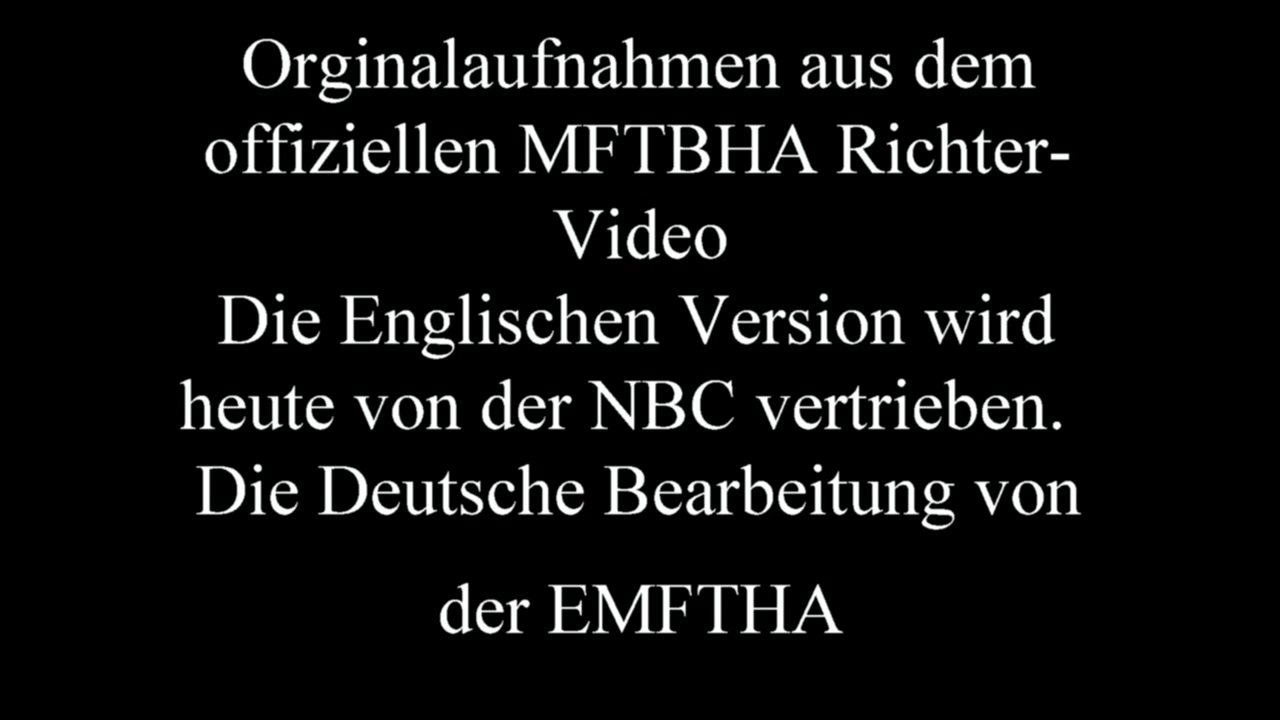 Orginalaufnahmen aus dem
offiziellen MFTBHA Richter-
Video
Die Englischen Version wird
heute von der NBC vertrieben.
Die Deutsche Bearbeitung von
der EMFTHA